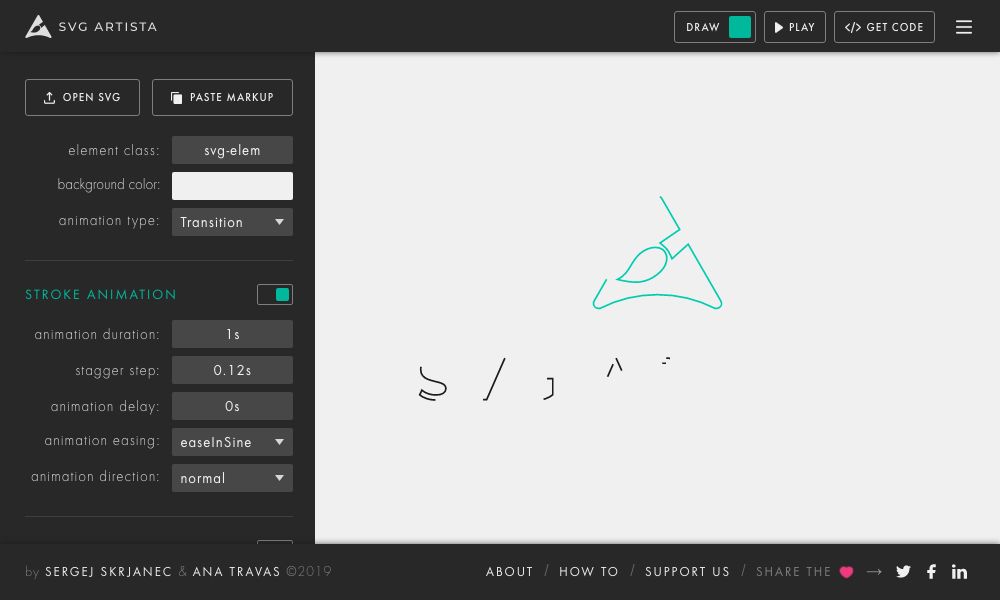 SVG ARTISTA
DRAW
PLAY
</> GET CODE
OPEN SVG
PASTE MARKUP
element class: svg-elem
background color:
animation type: Transition
STROKE ANIMATION
animation duration: 1s
stagger step: 0.12s
animation delay: 0s
animation easing: easeInSine
animation direction: normal
by SERGEJ SKRJANEC & ANA TRAVAS ©2019
ABOUT / HOW TO / SUPPORT US / SHARE THE